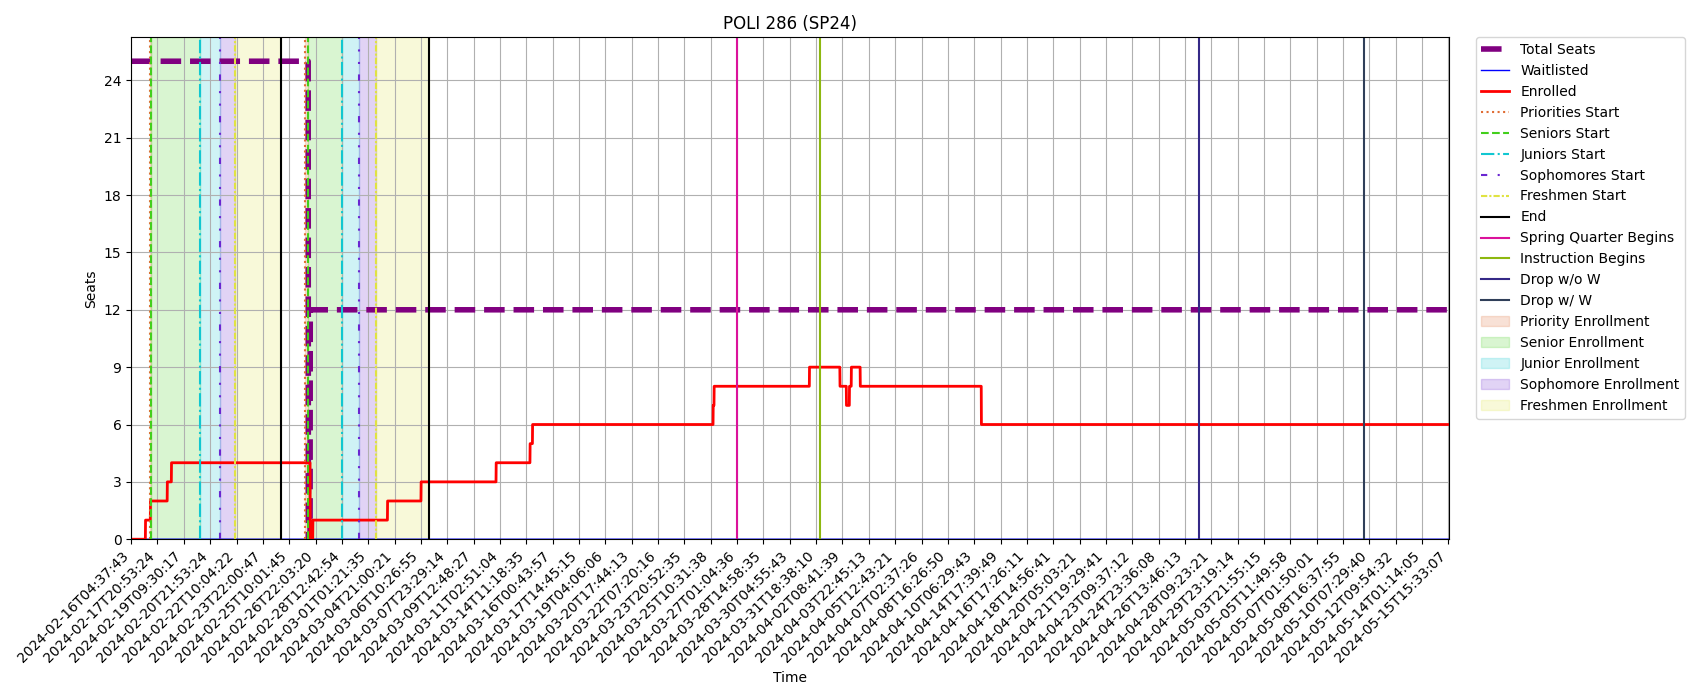 POLI 286 (SP24)
Seats
24
21
18
15
12
9
6
3
0
2024-02-16T04:37:43
2024-02-17T20:53:24
2024-02-19T09:30:17
2024-02-20T21:53:24
2024-02-22T10:04:22
2024-02-23T22:00:47
2024-02-25T10:01:45
2024-02-26T22:03:20
2024-02-28T12:42:54
2024-03-01T01:21:35
2024-03-04T21:00:21
2024-03-06T10:26:55
2024-03-07T23:29:14
2024-03-09T12:48:27
2024-03-11T02:51:04
2024-03-14T11:18:35
2024-03-16T00:43:57
2024-03-17T14:45:15
2024-03-19T04:06:06
2024-03-20T17:44:13
2024-03-22T07:20:16
2024-03-23T20:52:35
2024-03-25T10:31:38
2024-03-27T01:04:36
2024-03-28T14:58:35
2024-03-30T04:55:43
2024-03-31T18:38:10
2024-04-02T08:41:39
2024-04-03T22:45:13
2024-04-05T12:43:21
2024-04-07T02:37:26
2024-04-08T16:26:50
2024-04-10T06:29:43
2024-04-14T17:39:49
2024-04-16T17:26:11
2024-04-18T14:56:41
2024-04-20T05:03:21
2024-04-21T19:29:41
2024-04-23T09:37:12
2024-04-24T23:36:08
2024-04-26T13:46:13
2024-04-28T09:23:21
2024-04-29T23:19:14
2024-05-03T21:55:15
2024-05-05T11:49:58
2024-05-07T01:50:01
2024-05-08T16:37:55
2024-05-10T07:29:40
2024-05-12T09:54:32
2024-05-14T01:14:05
2024-05-15T15:33:07
Time
Total Seats
Waitlisted
Enrolled
Priorities Start
Seniors Start
Juniors Start
Sophomores Start
Freshmen Start
End
Spring Quarter Begins
Instruction Begins
Drop w/o W
Drop w/ W
Priority Enrollment
Senior Enrollment
Junior Enrollment
Sophomore Enrollment
Freshmen Enrollment